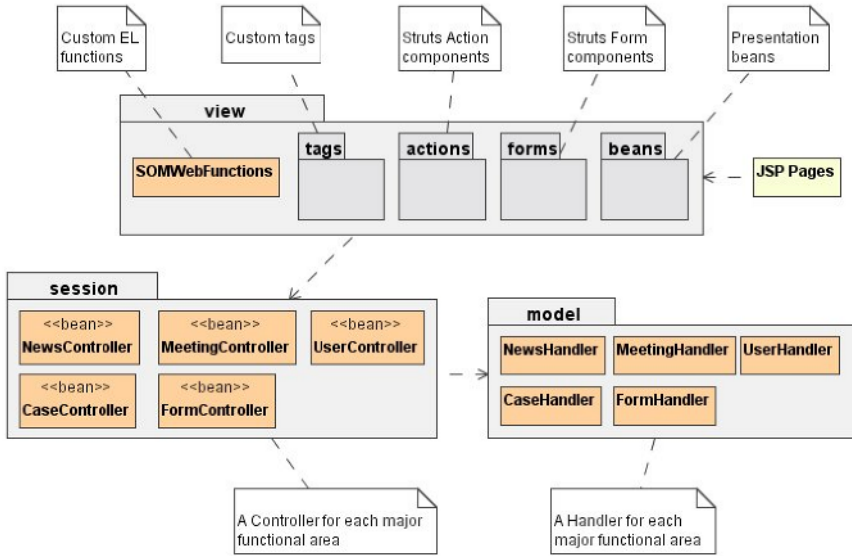 Custom EL
functions
Custom tags
Struts Action
components
Struts Form
components
Presentation
beans
view
SOMWebFunctions
tags
actions
forms
beans
JSP Pages
session
<<bean>>
NewsController
<<bean>>
MeetingController
<<bean>>
UserController
<<bean>>
CaseController
<<bean>>
FormController
model
NewsHandler
MeetingHandler
UserHandler
CaseHandler
FormHandler
A Controller for each major
functional area
A Handler for each
major functional area